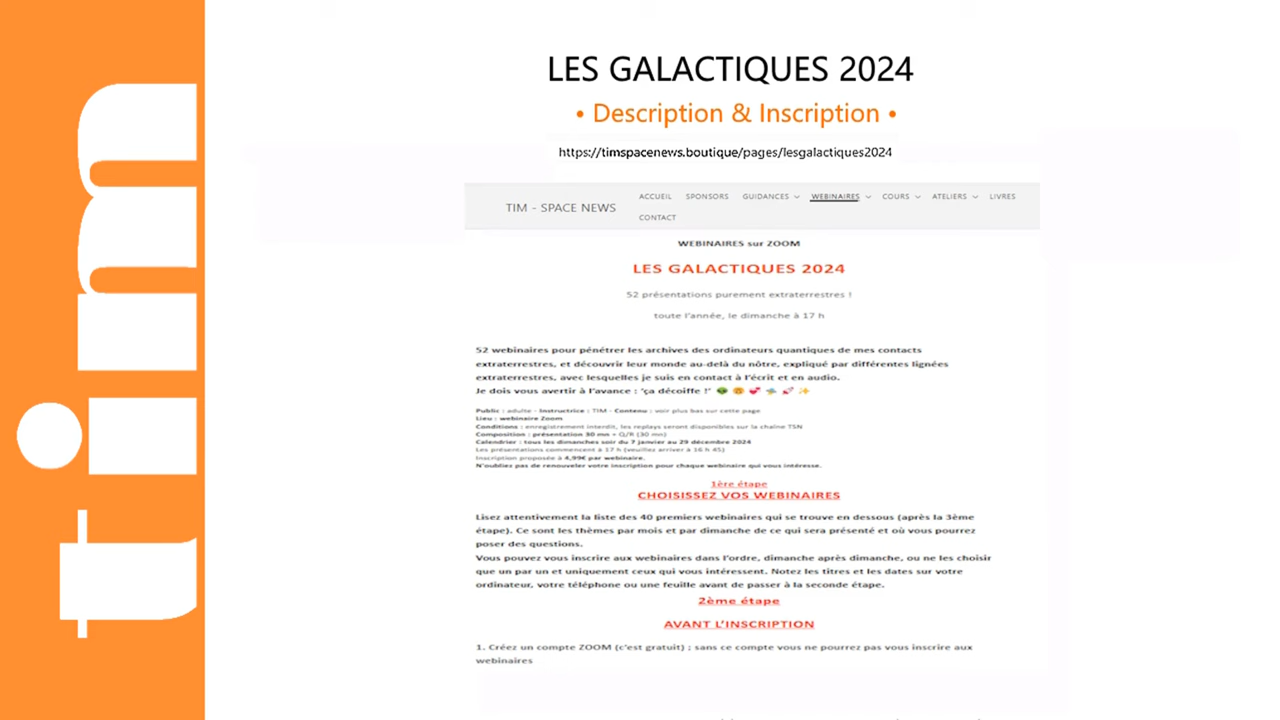 tim
LES GALACTIQUES 2024
• Description & Inscription •
https://timspacenews.boutique/pages/lesgalactiques2024
TIM - SPACE NEWS
ACCUEIL SPONSORS GUIDANCES WEBINAIRES COURS ATELIERS LIVRES
CONTACT
WEBINAIRES sur ZOOM
LES GALACTIQUES 2024
52 présentations purement extraterrestres !
toute l'année, le dimanche à 17 h
52 webinaires pour pénétrer les archives des ordinateurs quantiques de mes contacts
extraterrestres, et découvrir leur monde au-delà du nôtre, expliqué par différentes lignées
extraterrestres, avec lesquelles je suis en contact à l'écrit et en audio.
Je dois vous avertir à l'avance : 'ça décoiffe !'
Public : adulte - Instructrice : TIM - Contenu : voir plus bas sur cette page
Lieu : webinaire Zoom
Conditions : enregistrement interdit, les replays seront disponibles sur la chaîne TSN
Composition : présentation 30 mn + Q/R (30 mn)
Calendrier : tous les dimanches soir du 7 janvier au 29 décembre 2024
Les présentations commencent à 17 h (veuillez arriver à 16 h 45)
Inscription proposée à 4,99€ par webinaire.
N'oubliez pas de renouveler votre inscription pour chaque webinaire qui vous intéresse.
1ère étape
CHOISISSEZ VOS WEBINAIRES
Lisez attentivement la liste des 40 premiers webinaires qui se trouve en dessous (après la 3ème
étape). Ce sont les thèmes par mois et par dimanche de ce qui sera présenté et où vous pourrez
poser des questions.
Vous pouvez vous inscrire aux webinaires dans l'ordre, dimanche après dimanche, ou ne les choisir
que un par un et uniquement ceux qui vous intéressent. Notez les titres et les dates sur votre
ordinateur, votre téléphone ou une feuille avant de passer à la seconde étape.
2ème étape
AVANT L'INSCRIPTION
1. Créez un compte ZOOM (c'est gratuit) ; sans ce compte vous ne pourrez pas vous inscrire aux
webinaires